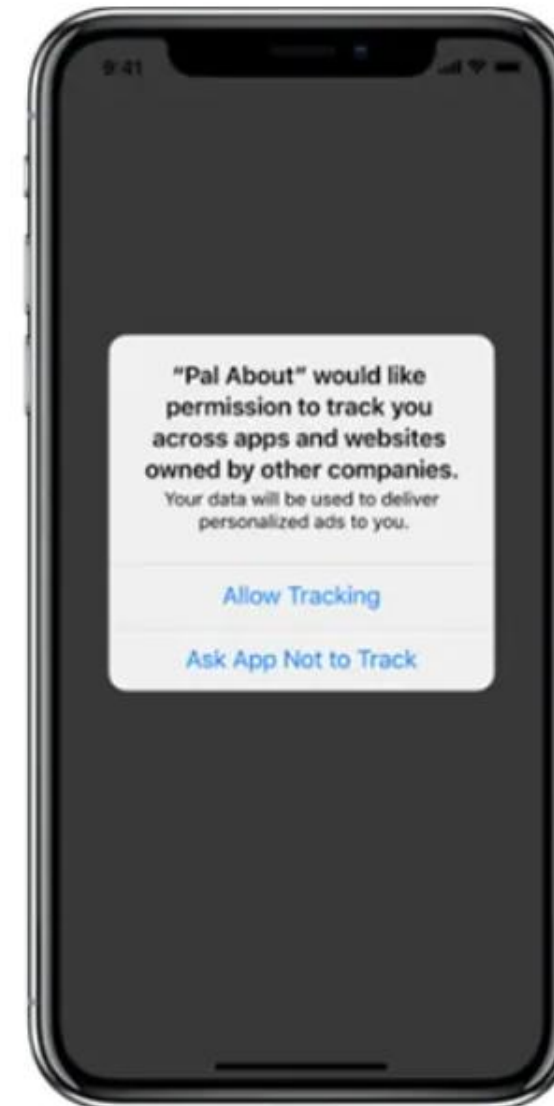 9:41
“Pal About” would like
permission to track you
across apps and websites
owned by other companies.
Your data will be used to deliver
personalized ads to you.
Allow Tracking
Ask App Not to Track